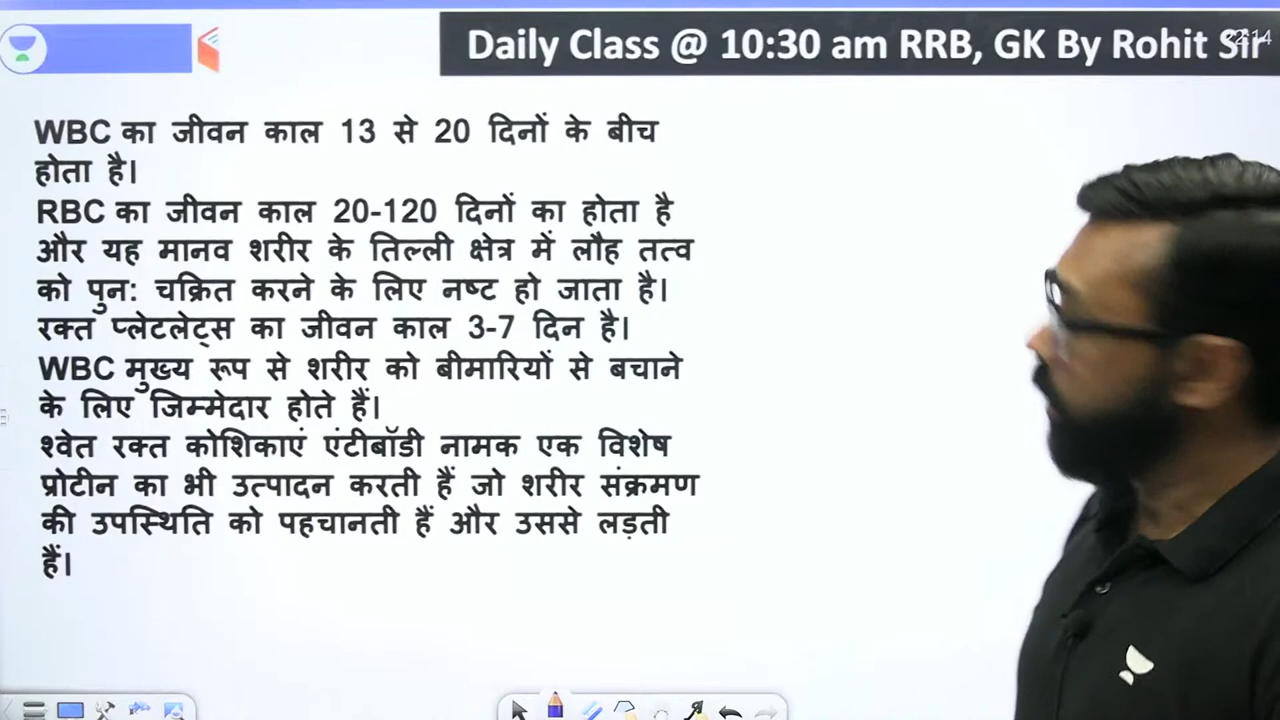 Daily Class @ 10:30 am RRB, GK By Rohit Sir
WBC का जीवन काल 13 से 20 दिनों के बीच
होता है।
RBC का जीवन काल 20-120 दिनों का होता है
और यह मानव शरीर के तिल्ली क्षेत्र में लौह तत्व
को पुन: चक्रित करने के लिए नष्ट हो जाता है।
रक्त प्लेटलेट्स का जीवन काल 3-7 दिन है।
WBC मुख्य रूप से शरीर को बीमारियों से बचाने
के लिए जिम्मेदार होते हैं।
श्वेत रक्त कोशिकाएं एंटीबॉडी नामक एक विशेष
प्रोटीन का भी उत्पादन करती हैं जो शरीर संक्रमण
की उपस्थिति को पहचानती हैं और उससे लड़ती
हैं।